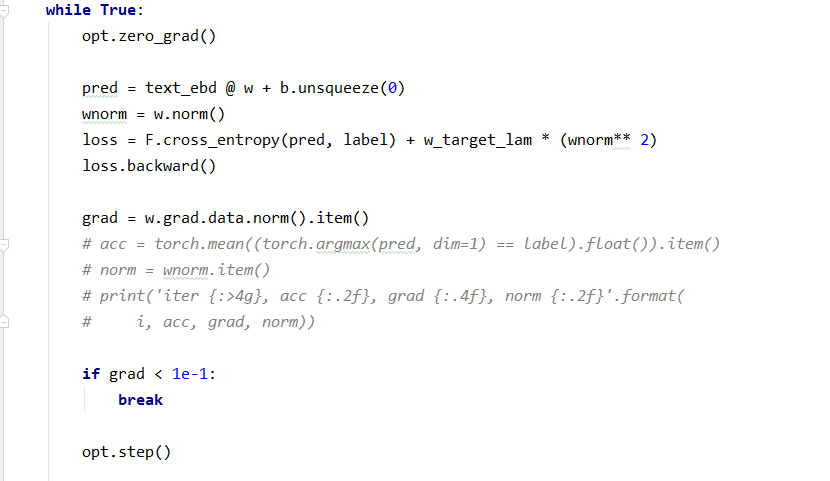 while True:
opt.zero_grad()
pred = text_ebd @ w + b.unsqueeze(0)
wnorm = w.norm()
loss = F.cross_entropy(pred, label) + w_target_lam * (wnorm** 2)
loss.backward()
grad = w.grad.data.norm().item()
# acc = torch.mean((torch.argmax(pred, dim=1) == label).float()).item()
# norm = wnorm.item()
# print('iter {:>4g}, acc {:.2f}, grad {:.4f}, norm {:.2f}'.format(
#     i, acc, grad, norm))
if grad < 1e-1:
break
opt.step()